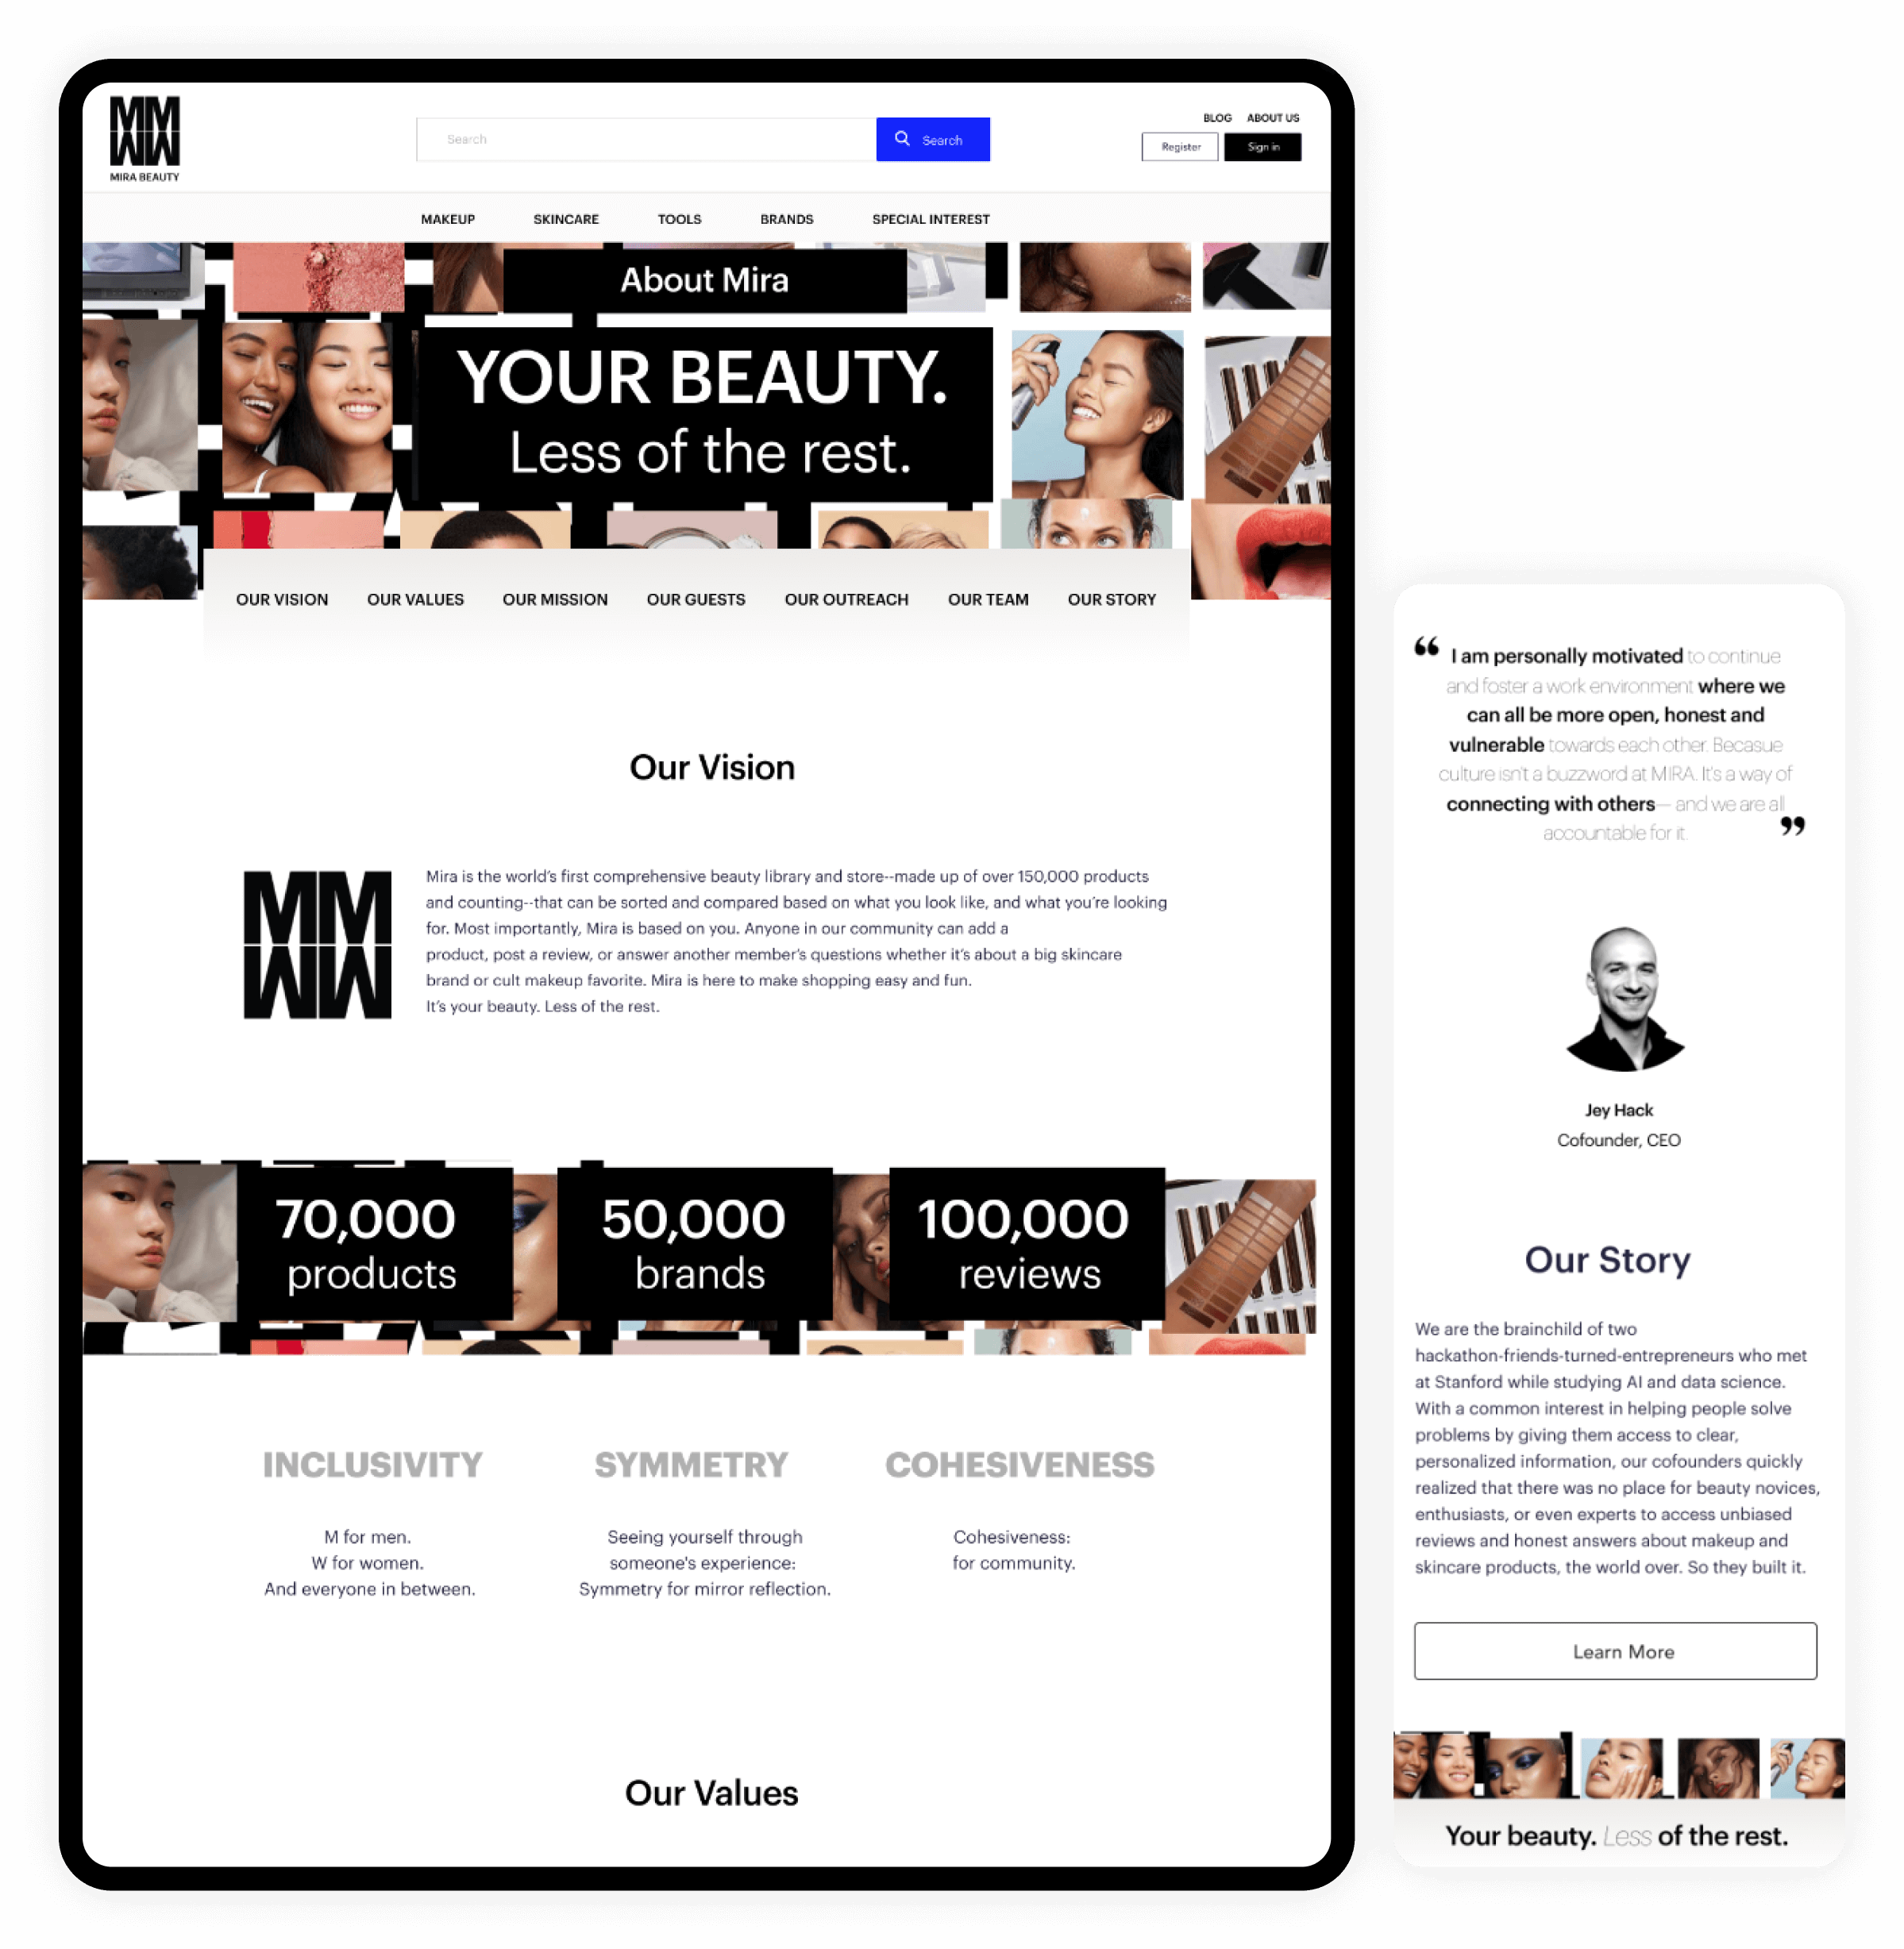 MMWW
MIRA BEAUTY
Search
Search
BLOG ABOUT US
Register Sign in
MAKEUP SKINCARE TOOLS BRANDS SPECIAL INTEREST
About Mira
YOUR BEAUTY.
Less of the rest.
OUR VISION OUR VALUES OUR MISSION OUR GUESTS OUR OUTREACH OUR TEAM OUR STORY
Our Vision
MMWW
Mira is the world's first comprehensive beauty library and store--made up of over 150,000 products
and counting--that can be sorted and compared based on what you look like, and what you're looking
for. Most importantly, Mira is based on you. Anyone in our community can add a
product, post a review, or answer another member's questions whether it's about a big skincare
brand or cult makeup favorite. Mira is here to make shopping easy and fun.
It's your beauty. Less of the rest.
70,000
products
50,000
brands
100,000
reviews
INCLUSIVITY
M for men.
W for women.
And everyone in between.
SYMMETRY
Seeing yourself through
someone's experience:
Symmetry for mirror reflection.
COHESIVENESS
Cohesiveness:
for community.
Our Values
“ I am personally motivated to continue
and foster a work environment where we
can all be more open, honest and
vulnerable towards each other. Becasue
culture isn't a buzzword at MIRA. It's a way of
connecting with others— and we are all
accountable for it. ”
Jey Hack
Cofounder, CEO
Our Story
We are the brainchild of two
hackathon-friends-turned-entrepreneurs who met
at Stanford while studying AI and data science.
With a common interest in helping people solve
problems by giving them access to clear,
personalized information, our cofounders quickly
realized that there was no place for beauty novices,
enthusiasts, or even experts to access unbiased
reviews and honest answers about makeup and
skincare products, the world over. So they built it.
Learn More
Your beauty. Less of the rest.